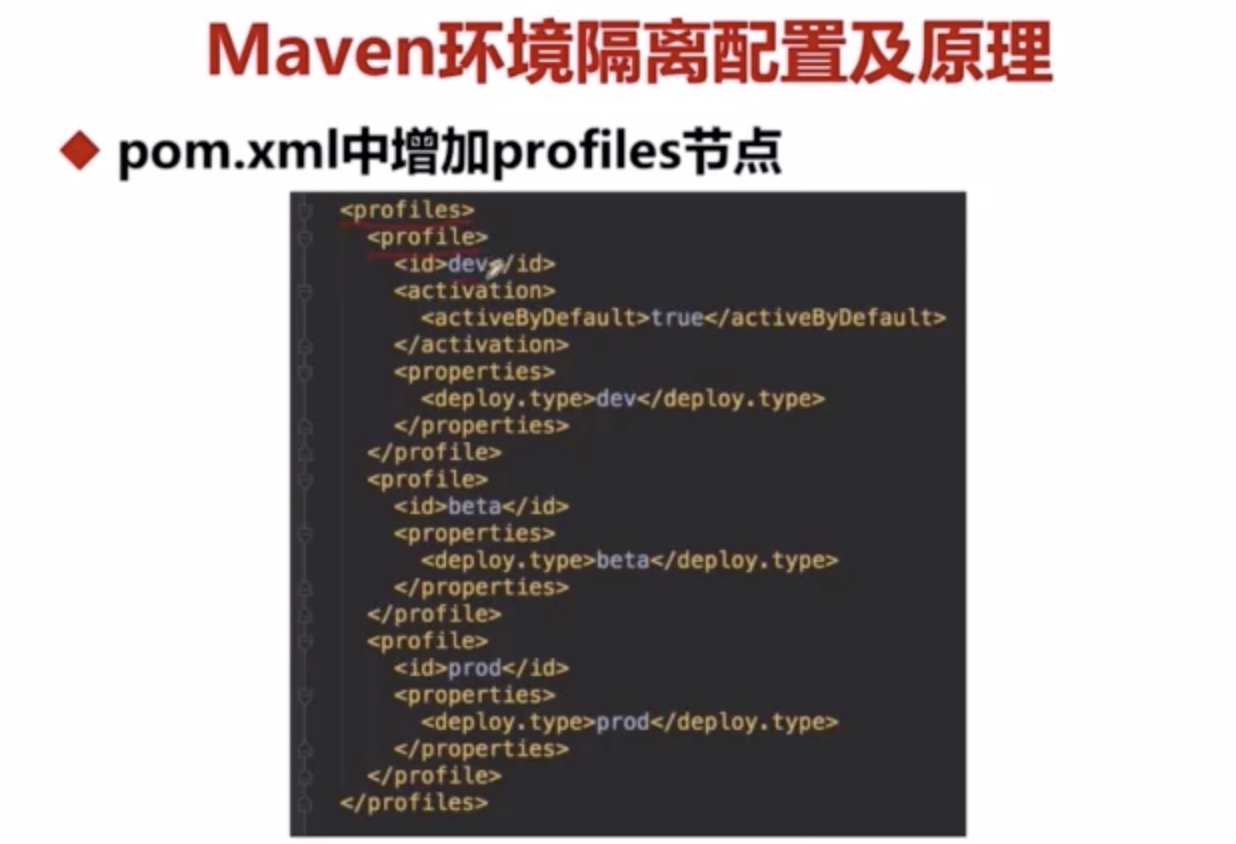 Maven环境隔离配置及原理
pom.xml中增加profiles节点
<profiles>
<profile>
<id>dev</id>
<activation>
<activeByDefault>true</activeByDefault>
</activation>
<properties>
<deploy.type>dev</deploy.type>
</properties>
</profile>
<profile>
<id>beta</id>
<properties>
<deploy.type>beta</deploy.type>
</properties>
</profile>
<profile>
<id>prod</id>
<properties>
<deploy.type>prod</deploy.type>
</properties>
</profile>
</profiles>